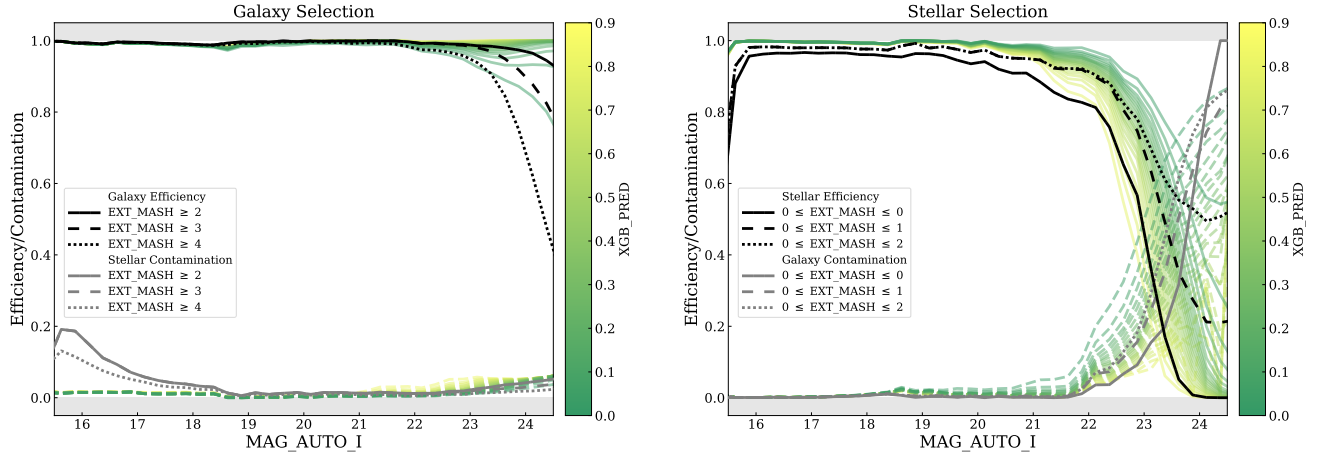 Galaxy Selection
Efficiency/Contamination
1.0
0.8
0.6
0.4
0.2
0.0
Galaxy Efficiency
EXT_MASH ≥ 2
EXT_MASH ≥ 3
EXT_MASH ≥ 4
Stellar Contamination
EXT_MASH ≥ 2
EXT_MASH ≥ 3
EXT_MASH ≥ 4
16 17 18 19 20 21 22 23 24
MAG_AUTO_I
0.9
0.8
0.7
0.6
0.5
0.4
0.3
0.2
0.1
0.0
XGB_PRED
Stellar Selection
Efficiency/Contamination
1.0
0.8
0.6
0.4
0.2
0.0
Stellar Efficiency
0 ≤ EXT_MASH ≤ 0
0 ≤ EXT_MASH ≤ 1
0 ≤ EXT_MASH ≤ 2
Galaxy Contamination
0 ≤ EXT_MASH ≤ 0
0 ≤ EXT_MASH ≤ 1
0 ≤ EXT_MASH ≤ 2
16 17 18 19 20 21 22 23 24
MAG_AUTO_I
0.9
0.8
0.7
0.6
0.5
0.4
0.3
0.2
0.1
0.0
XGB_PRED